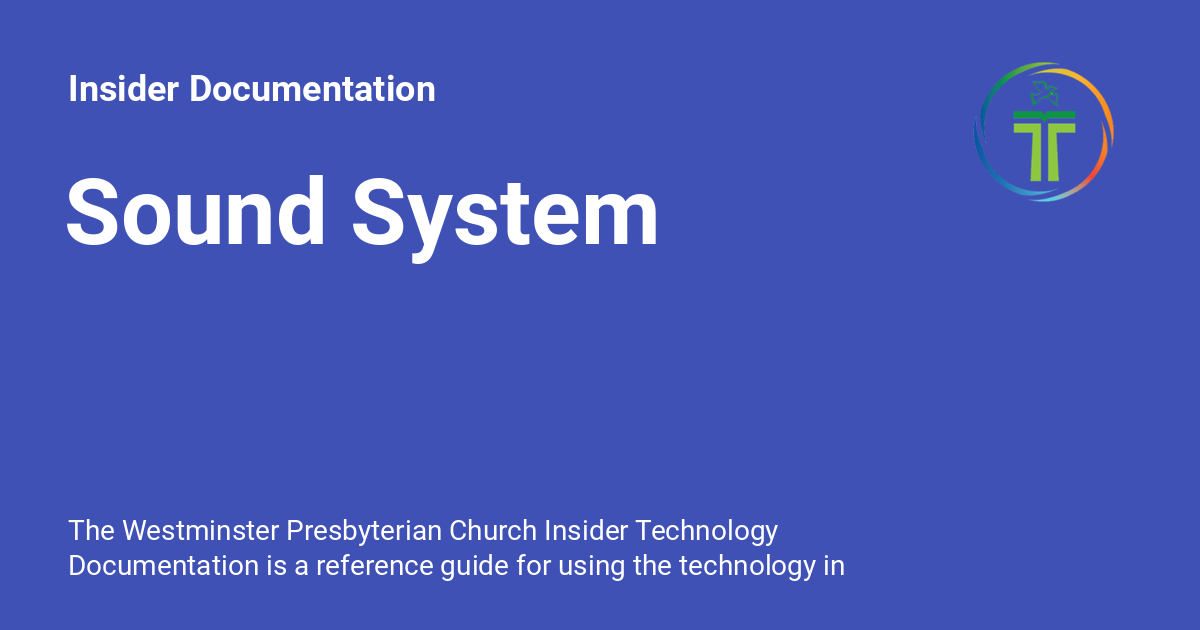 Insider Documentation
Sound System
The Westminster Presbyterian Church Insider Technology
Documentation is a reference guide for using the technology in